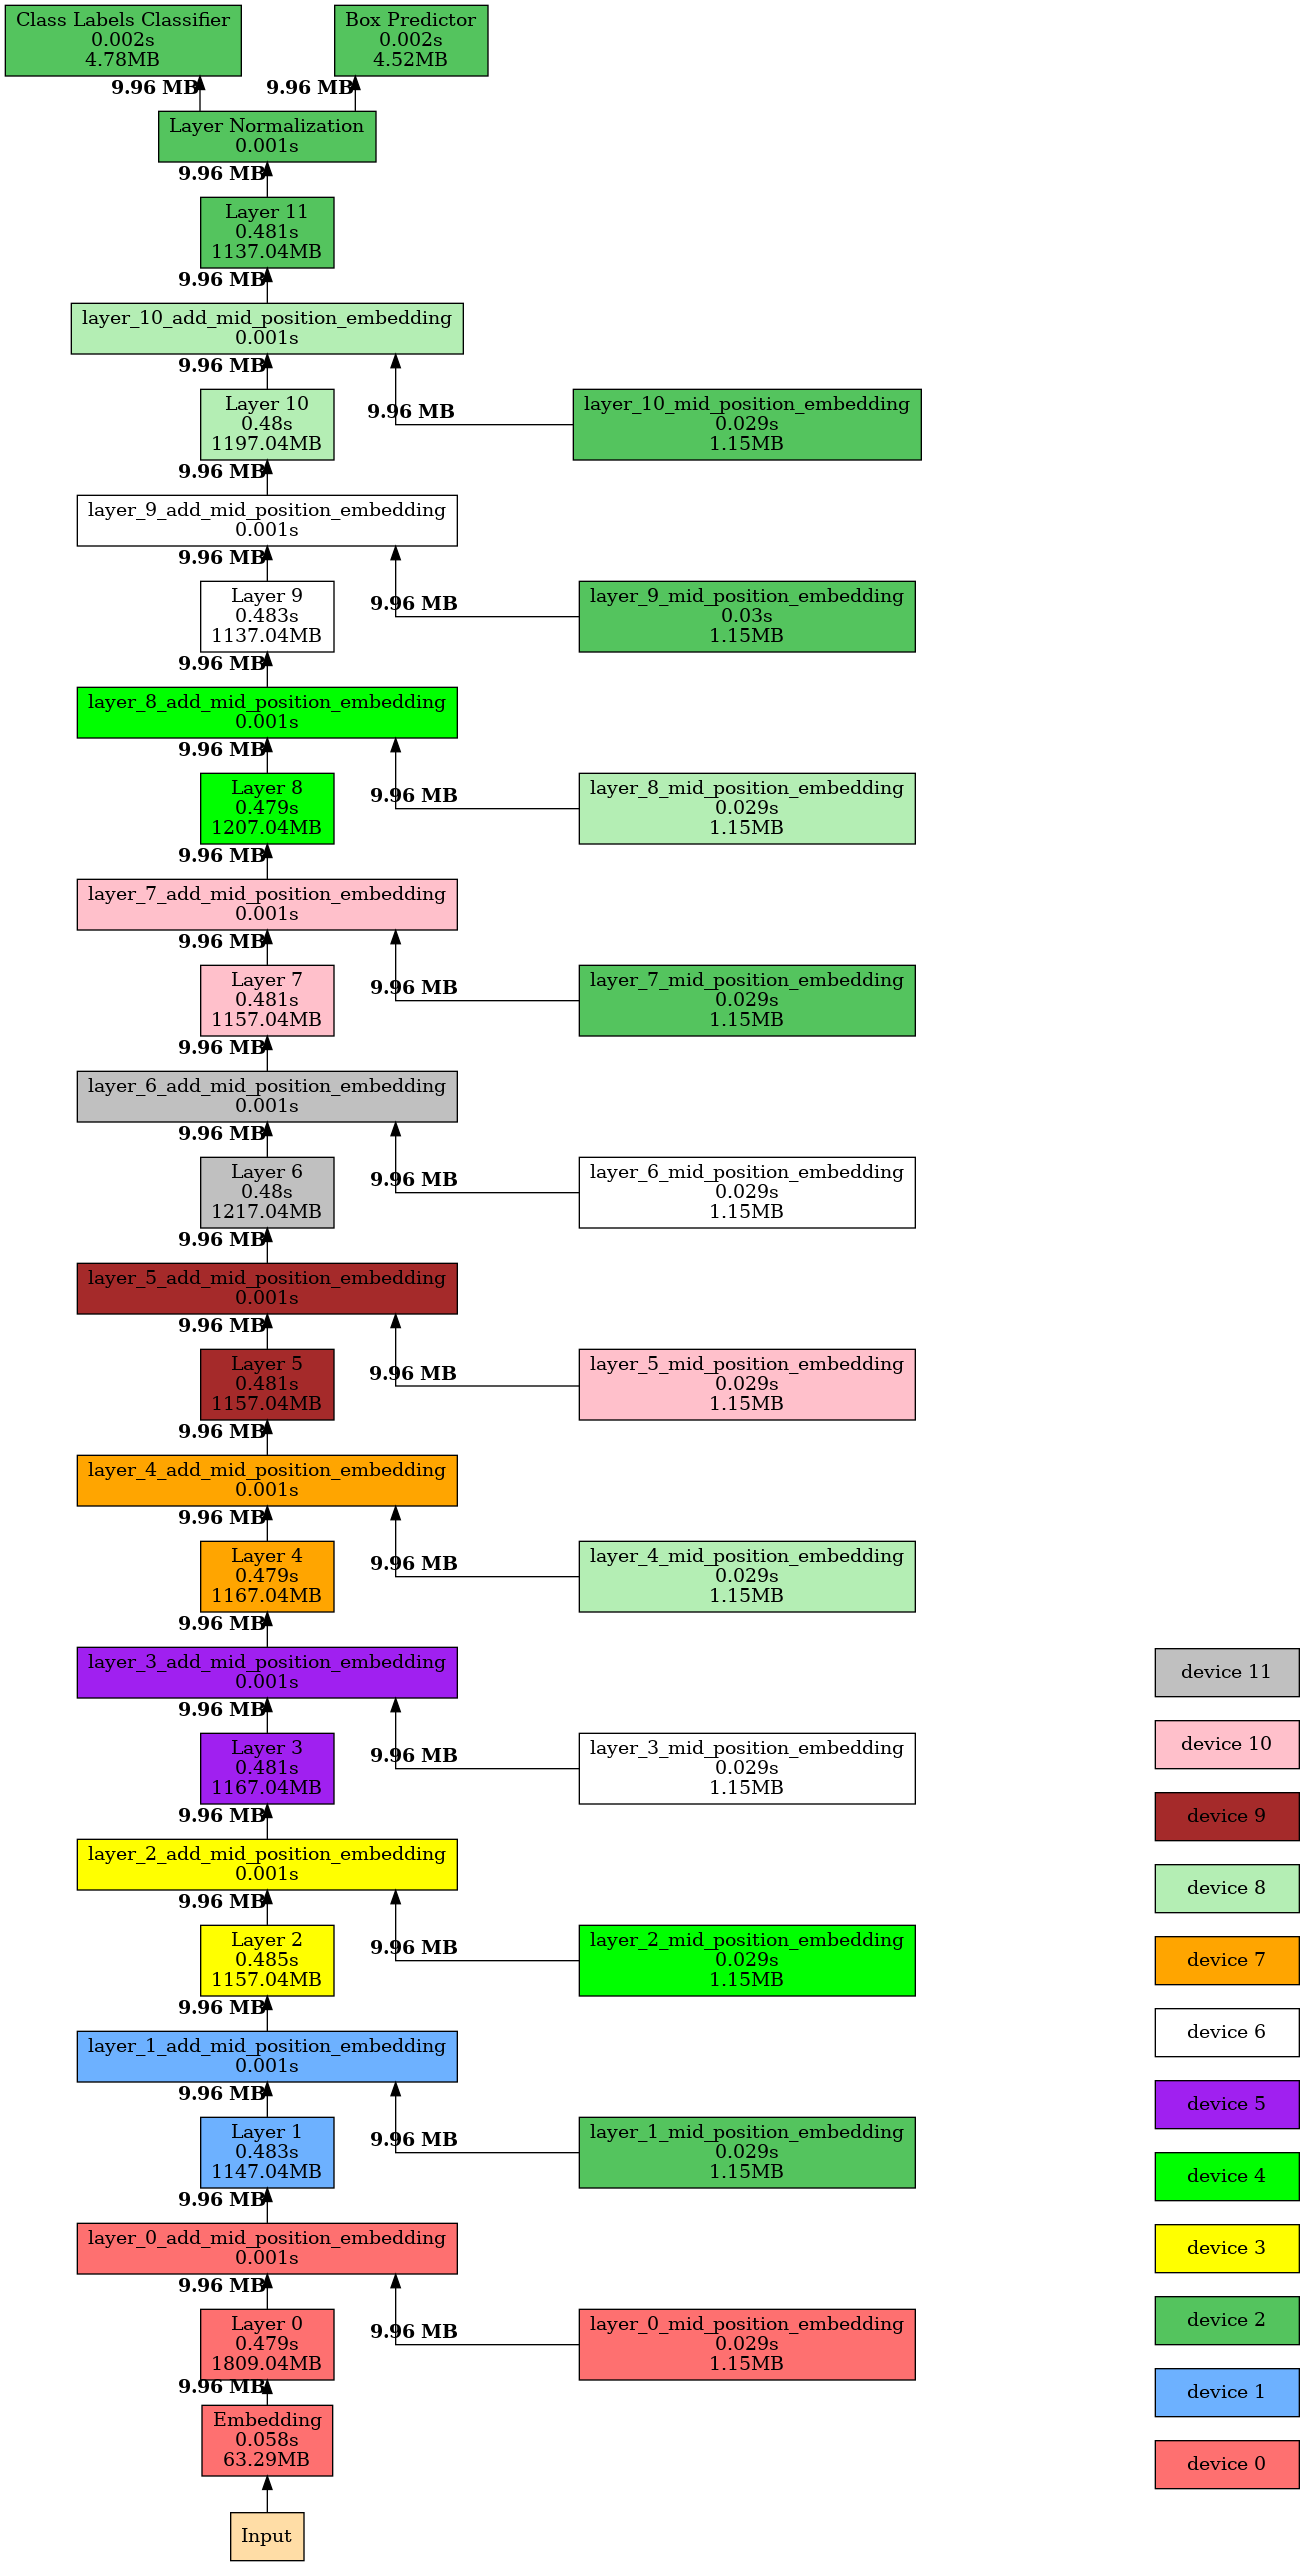 Class Labels Classifier
0.002s
4.78MB
Box Predictor
0.002s
4.52MB
9.96 MB
9.96 MB
Layer Normalization
0.001s
9.96 MB
Layer 11
0.481s
1137.04MB
9.96 MB
layer_10_add_mid_position_embedding
0.001s
9.96 MB
Layer 10
0.48s
1197.04MB
9.96 MB
layer_10_mid_position_embedding
0.029s
1.15MB
9.96 MB
layer_9_add_mid_position_embedding
0.001s
9.96 MB
Layer 9
0.483s
1137.04MB
9.96 MB
layer_9_mid_position_embedding
0.03s
1.15MB
9.96 MB
layer_8_add_mid_position_embedding
0.001s
9.96 MB
Layer 8
0.479s
1207.04MB
9.96 MB
layer_8_mid_position_embedding
0.029s
1.15MB
9.96 MB
layer_7_add_mid_position_embedding
0.001s
9.96 MB
Layer 7
0.481s
1157.04MB
9.96 MB
layer_7_mid_position_embedding
0.029s
1.15MB
9.96 MB
layer_6_add_mid_position_embedding
0.001s
9.96 MB
Layer 6
0.48s
1217.04MB
9.96 MB
layer_6_mid_position_embedding
0.029s
1.15MB
9.96 MB
layer_5_add_mid_position_embedding
0.001s
9.96 MB
Layer 5
0.481s
1157.04MB
9.96 MB
layer_5_mid_position_embedding
0.029s
1.15MB
9.96 MB
layer_4_add_mid_position_embedding
0.001s
9.96 MB
Layer 4
0.479s
1167.04MB
9.96 MB
layer_4_mid_position_embedding
0.029s
1.15MB
9.96 MB
layer_3_add_mid_position_embedding
0.001s
9.96 MB
Layer 3
0.481s
1167.04MB
9.96 MB
layer_3_mid_position_embedding
0.029s
1.15MB
9.96 MB
layer_2_add_mid_position_embedding
0.001s
9.96 MB
Layer 2
0.485s
1157.04MB
9.96 MB
layer_2_mid_position_embedding
0.029s
1.15MB
9.96 MB
layer_1_add_mid_position_embedding
0.001s
9.96 MB
Layer 1
0.483s
1147.04MB
9.96 MB
layer_1_mid_position_embedding
0.029s
1.15MB
9.96 MB
layer_0_add_mid_position_embedding
0.001s
9.96 MB
Layer 0
0.479s
1809.04MB
9.96 MB
layer_0_mid_position_embedding
0.029s
1.15MB
9.96 MB
Embedding
0.058s
63.29MB
Input
device 11
device 10
device 9
device 8
device 7
device 6
device 5
device 4
device 3
device 2
device 1
device 0